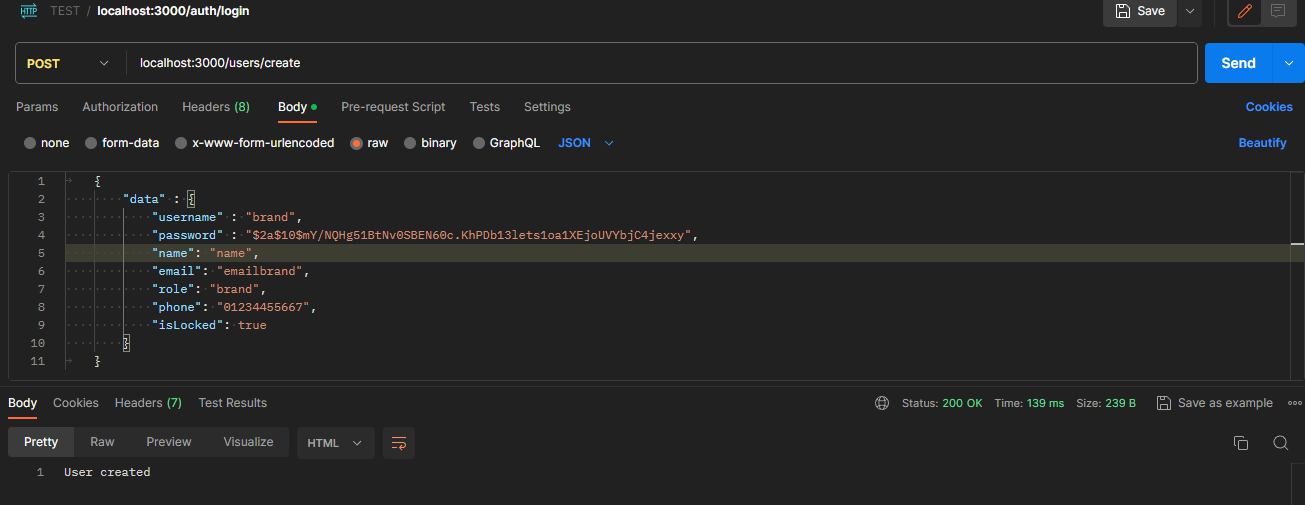 HTTP TEST / localhost:3000/auth/login Save
POST localhost:3000/users/create Send
Params Authorization Headers (8) Body Pre-request Script Tests Settings Cookies
none form-data x-www-form-urlencoded raw binary GraphQL JSON Beautify
1 {
2 "data" : {
3 "username" : "brand",
4 "password" : "$2a$10$mY/NQHg51BtNv0SBEN60c.KhPDb13lets1oa1XEjoUVYbjC4jexxy",
5 "name": "name",
6 "email": "emailbrand",
7 "role": "brand",
8 "phone": "01234455667",
9 "isLocked": true
10 }
11 }
Body Cookies Headers (7) Test Results Status: 200 OK Time: 139 ms Size: 239 B Save as example
Pretty Raw Preview Visualize HTML
1 User created